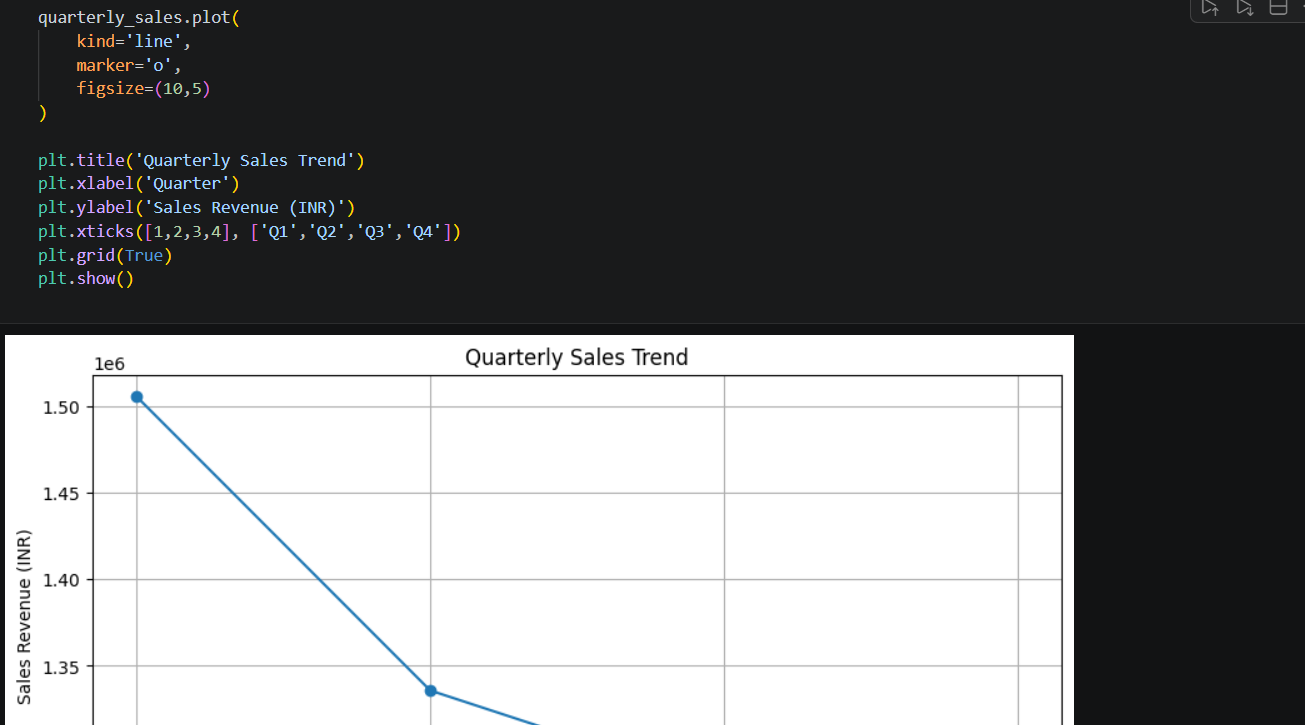 quarterly_sales.plot(
    kind='line',
    marker='o',
    figsize=(10,5)
)
plt.title('Quarterly Sales Trend')
plt.xlabel('Quarter')
plt.ylabel('Sales Revenue (INR)')
plt.xticks([1,2,3,4], ['Q1','Q2','Q3','Q4'])
plt.grid(True)
plt.show()
Quarterly Sales Trend
1e6
1.50
1.45
1.40
1.35
Sales Revenue (INR)